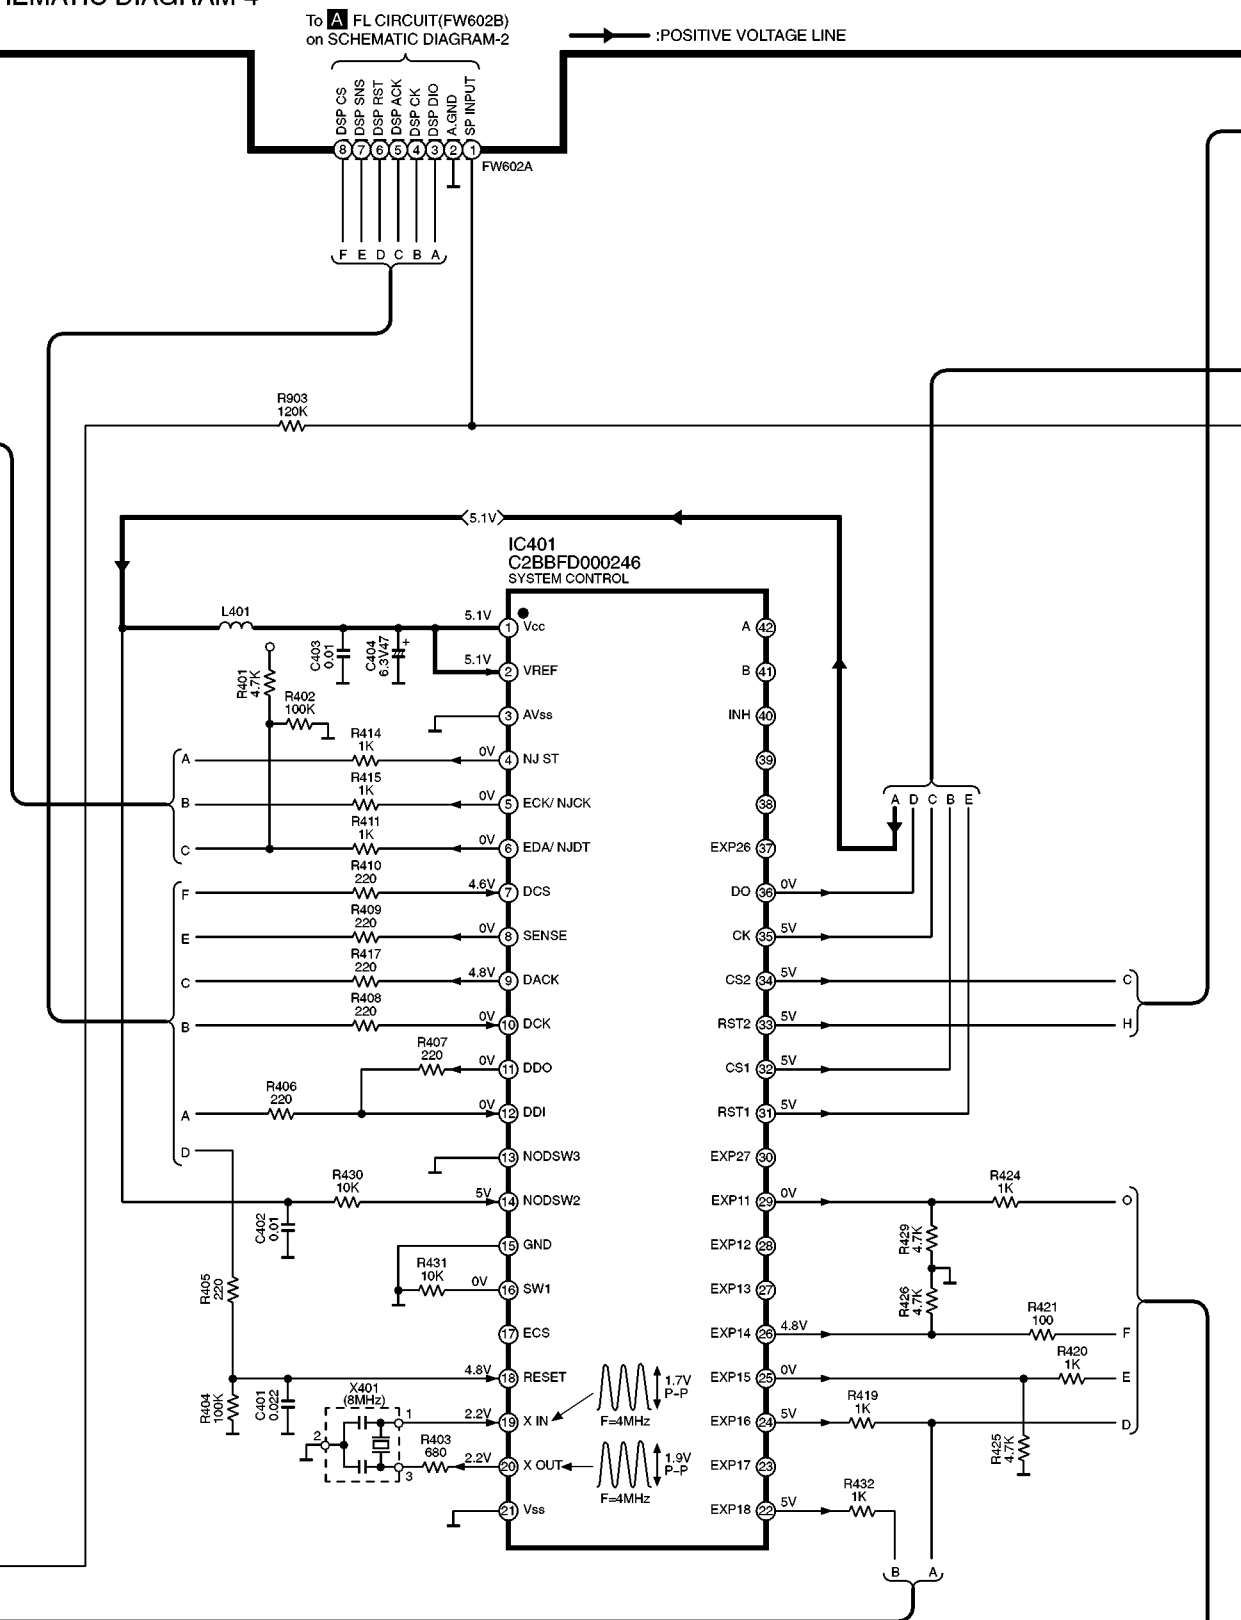 To A FL CIRCUIT(FW602B)
on SCHEMATIC DIAGRAM-2
:POSITIVE VOLTAGE LINE
DSP CS
DSP SNS
DSP RST
DSP ACK
DSP CK
DSP DIO
A.GND
SP INPUT
8 7 6 5 4 3 2 1
FW602A
F E D C B A
R903
120K
5.1V
IC401
C2BBFD000246
SYSTEM CONTROL
L401
C403
0.01
C404
6.3V47
+
R401
4.7K
R402
100K
5.1V 1 Vcc
5.1V 2 VREF
3 AVss
A R414 1K 0V 4 NJ ST
B R415 1K 0V 5 ECK/ NJCK
C R411 1K 0V 6 EDA/ NJDT
F R410 220 4.6V 7 DCS
E R409 220 0V 8 SENSE
C R417 220 4.8V 9 DACK
B R408 220 0V 10 DCK
R407 220 0V 11 DDO
A R406 220 0V 12 DDI
D
13 NODSW3
R430 10K 5V 14 NODSW2
C402
0.01
15 GND
R431 10K 0V 16 SW1
17 ECS
R405
220
4.8V 18 RESET
R404
100K
C401
0.022
X401
(8MHz)
1
2
3
2.2V 19 X IN
R403 680 2.2V 20 X OUT
21 Vss
1.7V
P-P
F=4MHz
1.9V
P-P
F=4MHz
A 42
B 41
INH 40
39
38
EXP26 37
DO 36 0V
CK 35 5V
CS2 34 5V C
RST2 33 5V H
CS1 32 5V
RST1 31 5V
A D C B E
EXP27 30
EXP11 29 0V R424 1K O
EXP12 28
EXP13 27
R429
4.7K
R426
4.7K
EXP14 26 4.8V R421 100 F
EXP15 25 0V R420 1K E
EXP16 24 5V R419 1K D
R425
4.7K
EXP17 23
EXP18 22 5V R432 1K
B A